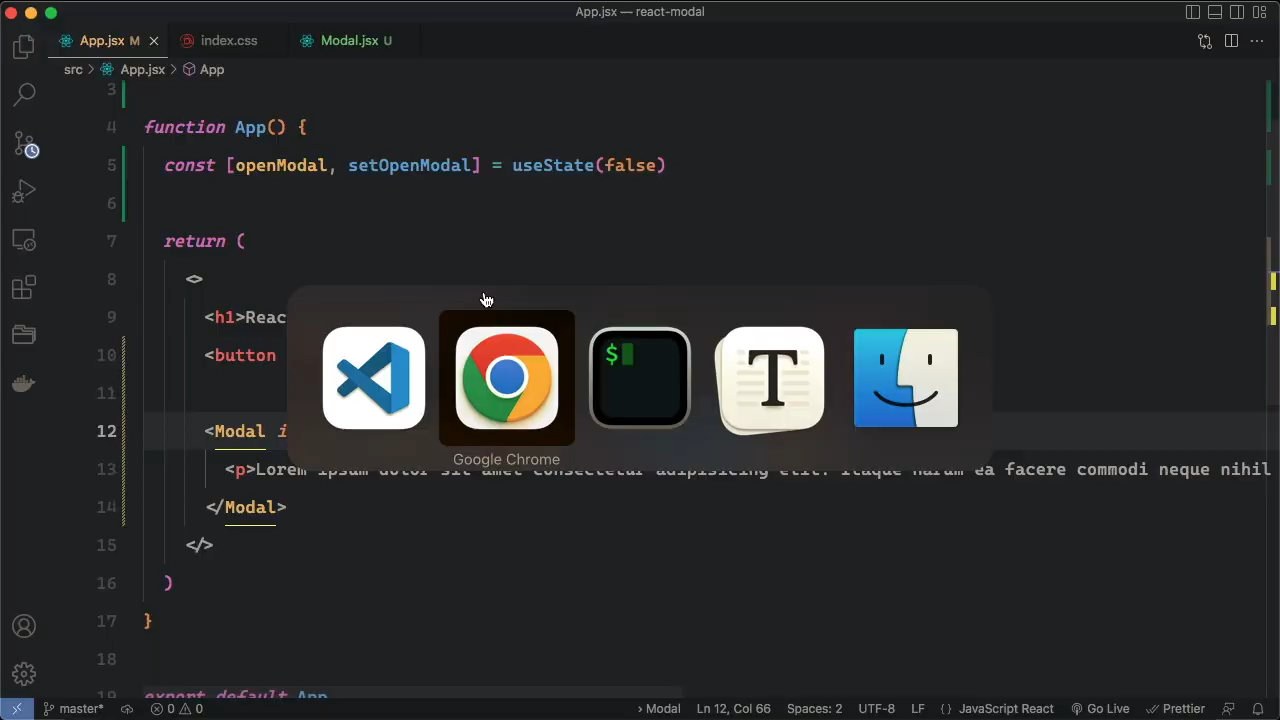 App.jsx — react-modal
App.jsx M
index.css
Modal.jsx U
src > App.jsx > App
3
4 function App() {
5 const [openModal, setOpenModal] = useState(false)
6
7 return (
8 <>
9 <h1>Reac
10 <button
11
12 <Modal i
$
T
Google Chrome
13 <p>Lorem ipsum dolor sit amet consectetur adipisicing elit. Itaque harum ea facere commodi neque nihil
14 </Modal>
15 </>
16 )
17 }
18
19 export default App
master*
0
0
› Modal
Ln 12, Col 66
Spaces: 2
UTF-8
LF
{ } JavaScript React
Go Live
Prettier